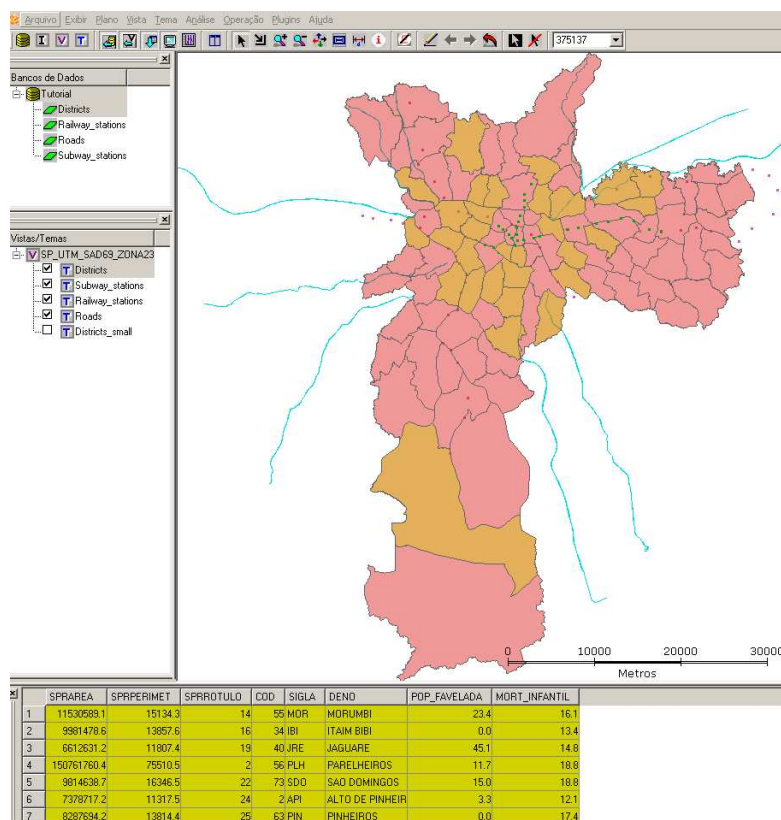 Arquivo Exibir Plano Vista Tema Análise Operação Plugins Ajuda
I V T 375137
Bancos de Dados
Tutorial
Districts
Railway_stations
Roads
Subway_stations
Vistas/Temas
V SP_UTM_SAD69_ZONA23
T Districts
T Subway_stations
T Railway_stations
T Roads
T Districts_small
0 10000 20000 30000
Metros
SPRAREA SPRPERIMET SPRROTULO COD SIGLA DENO POP_FAVELADA MORT_INFANTIL
1 11530589.1 15134.3 14 55 MOR MORUMBI 23.4 16.1
2 9981478.6 13857.6 16 34 IBI ITAIM BIBI 0.0 13.4
3 6612631.2 11807.4 19 40 JRE JAGUARE 45.1 14.8
4 150761760.4 75510.5 2 56 PLH PARELHEIROS 11.7 18.8
5 9814638.7 16346.5 22 73 SDO SAO DOMINGOS 15.0 18.8
6 7378717.2 11317.5 24 2 API ALTO DE PINHEIR 3.3 12.1
7 8287694.2 13814.4 25 63 PIN PINHEIROS 0.0 17.4